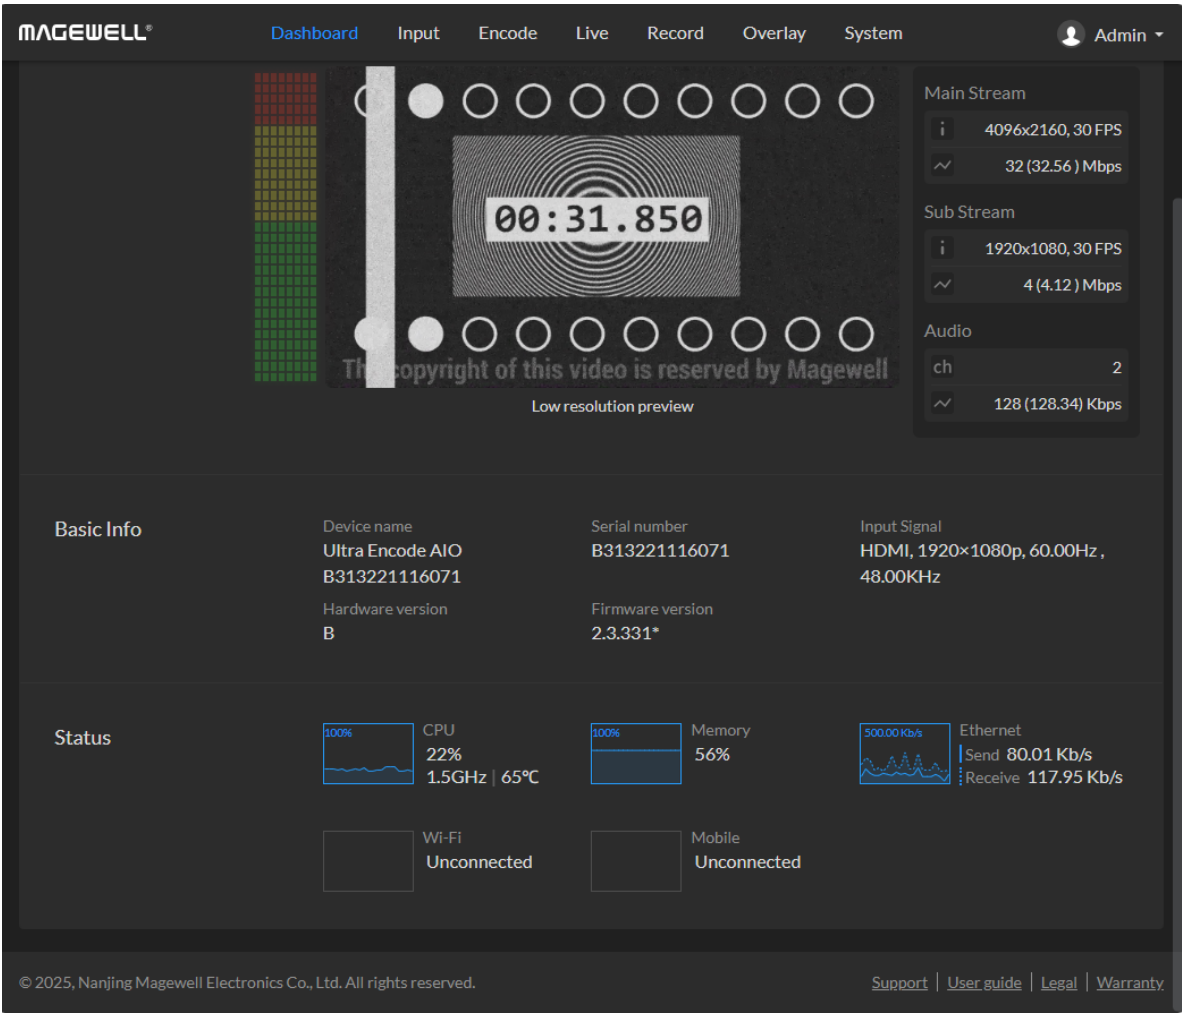 MAGEWELL®
Dashboard Input Encode Live Record Overlay System Admin
00:31.850
The copyright of this video is reserved by Magewell
Low resolution preview
Main Stream
i 4096x2160, 30 FPS
32 (32.56 ) Mbps
Sub Stream
i 1920x1080, 30 FPS
4 (4.12 ) Mbps
Audio
ch 2
128 (128.34) Kbps
Basic Info
Device name
Ultra Encode AIO
B313221116071
Serial number
B313221116071
Input Signal
HDMI, 1920×1080p, 60.00Hz ,
48.00KHz
Hardware version
B
Firmware version
2.3.331*
Status
100%
CPU
22%
1.5GHz | 65℃
100%
Memory
56%
500.00 Kb/s
Ethernet
Send 80.01 Kb/s
Receive 117.95 Kb/s
Wi-Fi
Unconnected
Mobile
Unconnected
© 2025, Nanjing Magewell Electronics Co., Ltd. All rights reserved.
Support | User guide | Legal | Warranty